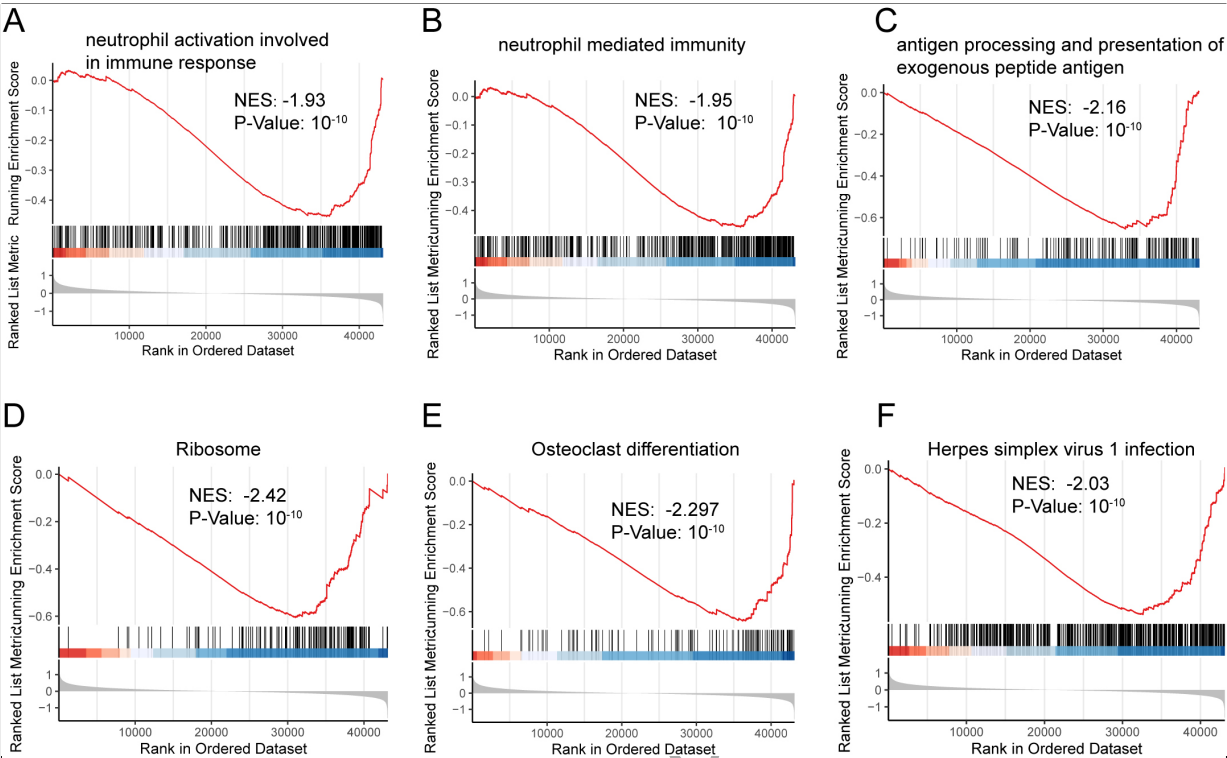 A
neutrophil activation involved
in immune response
NES: -1.93
P-Value: 10-10
Running Enrichment Score
0.0
−0.1
−0.2
−0.3
−0.4
Ranked List Metric
1
0
−1
10000 20000 30000 40000
Rank in Ordered Dataset
B
neutrophil mediated immunity
NES: -1.95
P-Value: 10-10
Ranked List Metricunning Enrichment Score
0.0
−0.1
−0.2
−0.3
−0.4
1
0
−1
10000 20000 30000 40000
Rank in Ordered Dataset
C
antigen processing and presentation of
exogenous peptide antigen
NES: -2.16
P-Value: 10-10
Ranked List Metricunning Enrichment Score
0.0
−0.2
−0.4
−0.6
1
0
−1
10000 20000 30000 40000
Rank in Ordered Dataset
D
Ribosome
NES: -2.42
P-Value: 10-10
Ranked List Metricunning Enrichment Score
0.0
−0.2
−0.4
−0.6
1
0
−1
10000 20000 30000 40000
Rank in Ordered Dataset
E
Osteoclast differentiation
NES: -2.297
P-Value: 10-10
Ranked List Metricunning Enrichment Score
0.0
−0.2
−0.4
−0.6
1
0
−1
10000 20000 30000 40000
Rank in Ordered Dataset
F
Herpes simplex virus 1 infection
NES: -2.03
P-Value: 10-10
Ranked List Metricunning Enrichment Score
0.0
−0.2
−0.4
1
0
−1
10000 20000 30000 40000
Rank in Ordered Dataset